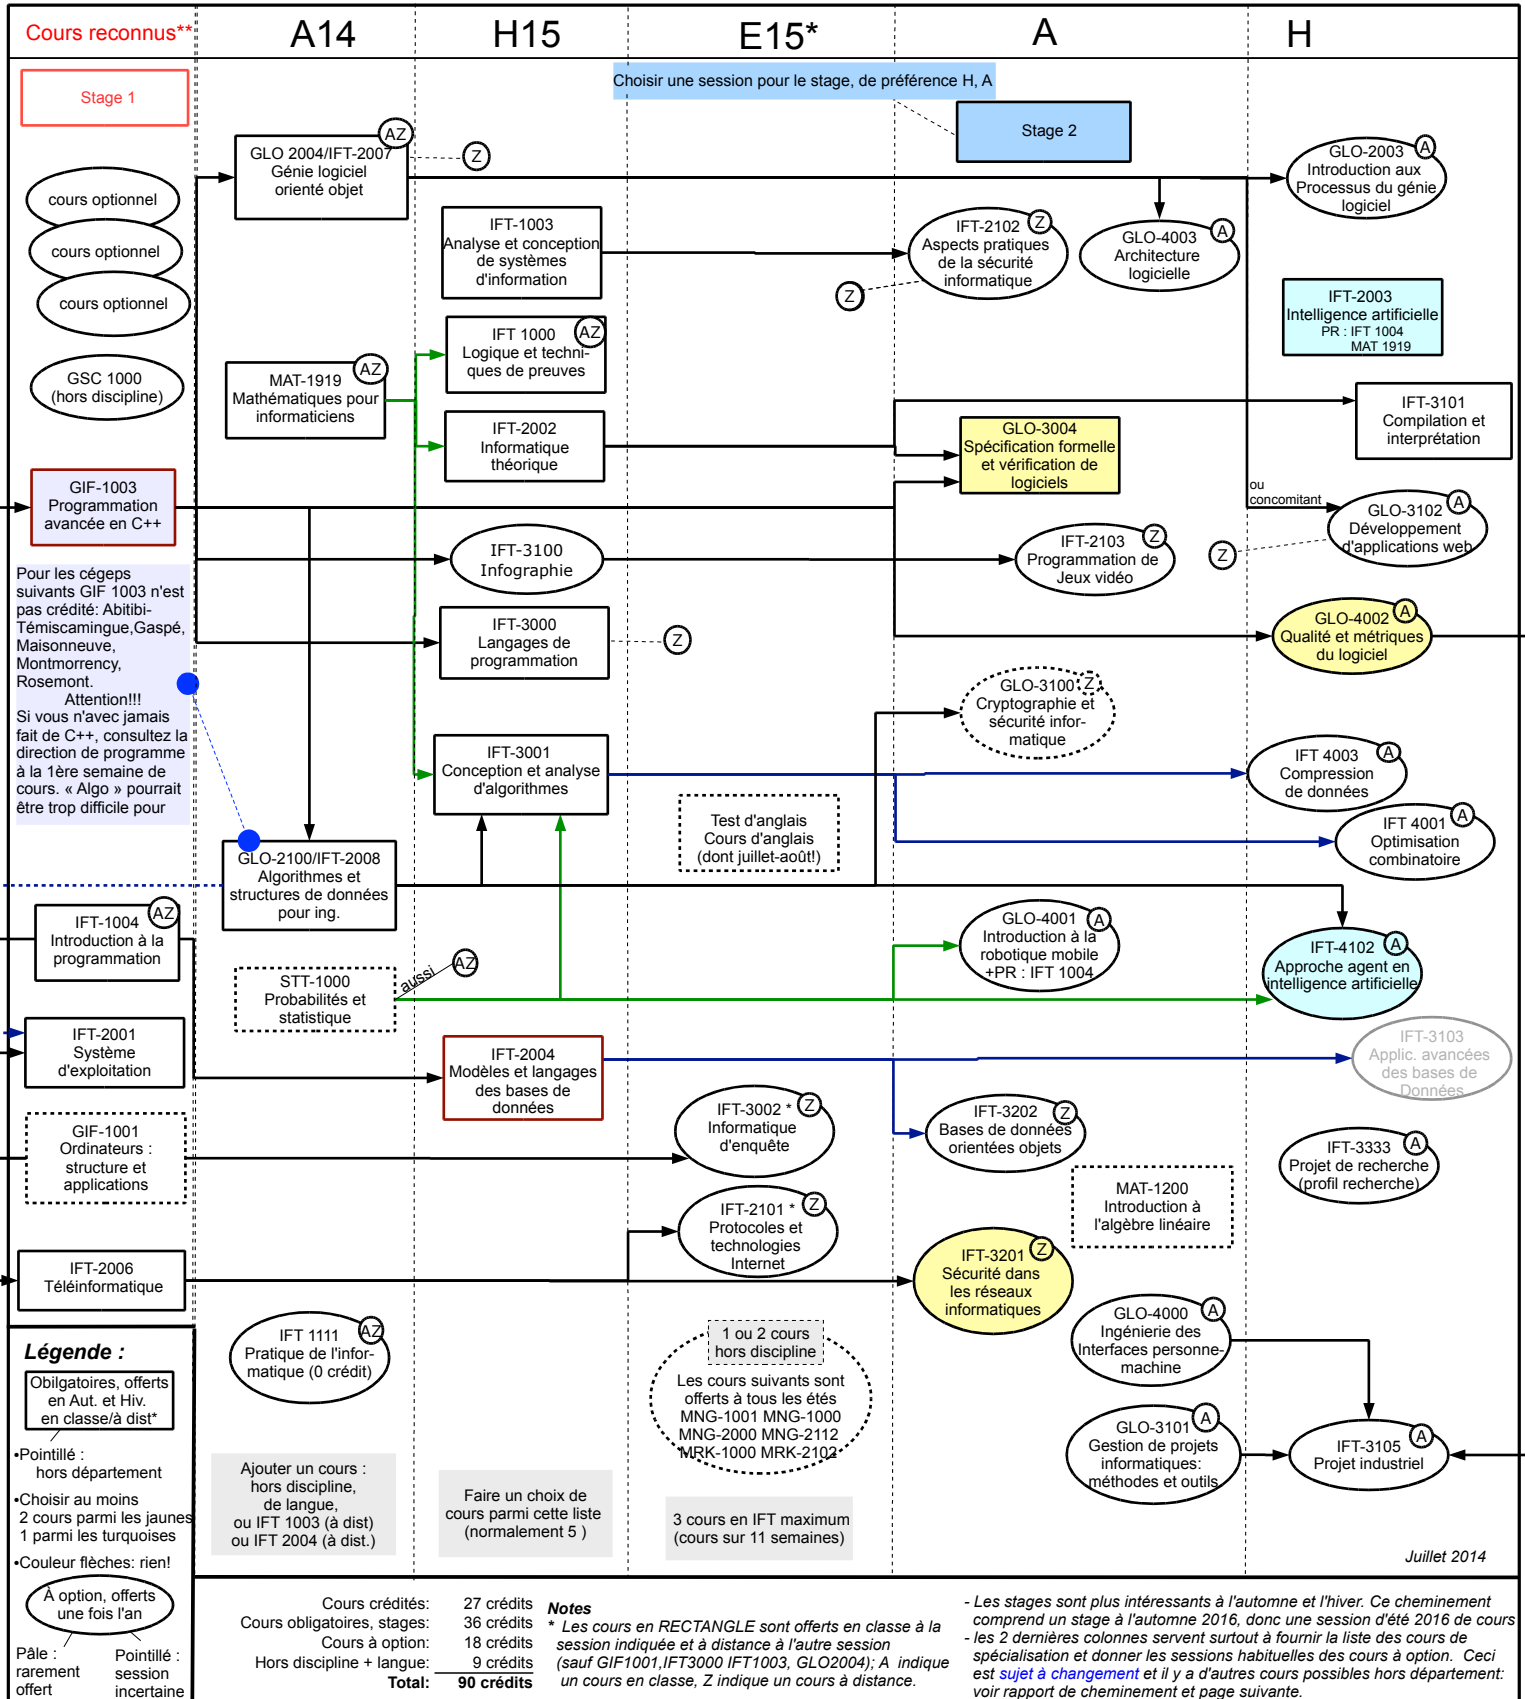 Cours reconnus**
A14
H15
E15*
A
H
Stage 1
Choisir une session pour le stage, de préférence H, A
Stage 2
cours optionnel
cours optionnel
cours optionnel
GSC 1000
(hors discipline)
GIF-1003
Programmation
avancée en C++
Pour les cégeps
suivants GIF 1003 n'est
pas crédité: Abitibi-
Témiscamingue,Gaspé,
Maisonneuve,
Montmorrency,
Rosemont.
Attention!!!
Si vous n'avec jamais
fait de C++, consultez la
direction de programme
à la 1ère semaine de
cours. « Algo » pourrait
être trop difficile pour
IFT-1004
AZ
Introduction à la
programmation
IFT-2001
Système
d'exploitation
GIF-1001
Ordinateurs :
structure et
applications
IFT-2006
Téléinformatique
GLO 2004/IFT-2007
AZ
Génie logiciel
orienté objet
Z
MAT-1919
AZ
Mathématiques pour
informaticiens
GLO-2100/IFT-2008
Algorithmes et
structures de données
pour ing.
STT-1000
Probabilités et
statistique
aussi
AZ
IFT 1111
AZ
Pratique de l'infor-
matique (0 crédit)
Ajouter un cours :
hors discipline,
de langue,
ou IFT 1003 (à dist)
ou IFT 2004 (à dist.)
IFT-1003
Analyse et conception
de systèmes
d'information
IFT 1000
AZ
Logique et techni-
ques de preuves
IFT-2002
Informatique
théorique
IFT-3100
Infographie
IFT-3000
Langages de
programmation
Z
IFT-3001
Conception et analyse
d'algorithmes
IFT-2004
Modèles et langages
des bases de
données
Faire un choix de
cours parmi cette liste
(normalement 5 )
Test d'anglais
Cours d'anglais
(dont juillet-août!)
IFT-3002 *
Z
Informatique
d'enquête
IFT-2101 *
Z
Protocoles et
technologies
Internet
1 ou 2 cours
hors discipline
Les cours suivants sont
offerts à tous les étés
MNG-1001 MNG-1000
MNG-2000 MNG-2112
MRK-1000 MRK-2102
3 cours en IFT maximum
(cours sur 11 semaines)
IFT-2102
Z
Aspects pratiques
de la sécurité
informatique
Z
GLO-4003
A
Architecture
logicielle
GLO-3004
Spécification formelle
et vérification de
logiciels
IFT-2103
Z
Programmation de
Jeux vidéo
GLO-3100
Z
Cryptographie et
sécurité infor-
matique
GLO-4001
A
Introduction à la
robotique mobile
+PR : IFT 1004
IFT-3202
Z
Bases de données
orientées objets
MAT-1200
Introduction à
l'algèbre linéaire
IFT-3201
Z
Sécurité dans
les réseaux
informatiques
GLO-4000
A
Ingénierie des
Interfaces personne-
machine
GLO-3101
A
Gestion de projets
informatiques:
méthodes et outils
GLO-2003
A
Introduction aux
Processus du génie
logiciel
IFT-2003
Intelligence artificielle
PR : IFT 1004
MAT 1919
IFT-3101
Compilation et
interprétation
ou
concomitant
GLO-3102
A
Développement
d'applications web
Z
GLO-4002
A
Qualité et métriques
du logiciel
IFT 4003
A
Compression
de données
IFT 4001
A
Optimisation
combinatoire
IFT-4102
A
Approche agent en
intelligence artificielle
IFT-3103
Applic. avancées
des bases de
Données
IFT-3333
A
Projet de recherche
(profil recherche)
IFT-3105
A
Projet industriel
Juillet 2014
Légende :
Obilgatoires, offerts
en Aut. et Hiv.
en classe/à dist*
•Pointillé :
hors département
•Choisir au moins
2 cours parmi les jaunes
1 parmi les turquoises
•Couleur flèches: rien!
À option, offerts
une fois l'an
Pâle :
rarement
offert
Pointillé :
session
incertaine
Cours crédités: 27 crédits
Cours obligatoires, stages: 36 crédits
Cours à option: 18 crédits
Hors discipline + langue: 9 crédits
Total: 90 crédits
Notes
* Les cours en RECTANGLE sont offerts en classe à la
session indiquée et à distance à l'autre session
(sauf GIF1001,IFT3000 IFT1003, GLO2004); A indique
un cours en classe, Z indique un cours à distance.
- Les stages sont plus intéressants à l'automne et l'hiver. Ce cheminement
comprend un stage à l'automne 2016, donc une session d'été 2016 de cours
- les 2 dernières colonnes servent surtout à fournir la liste des cours de
spécialisation et donner les sessions habituelles des cours à option. Ceci
est sujet à changement et il y a d'autres cours possibles hors département:
voir rapport de cheminement et page suivante.